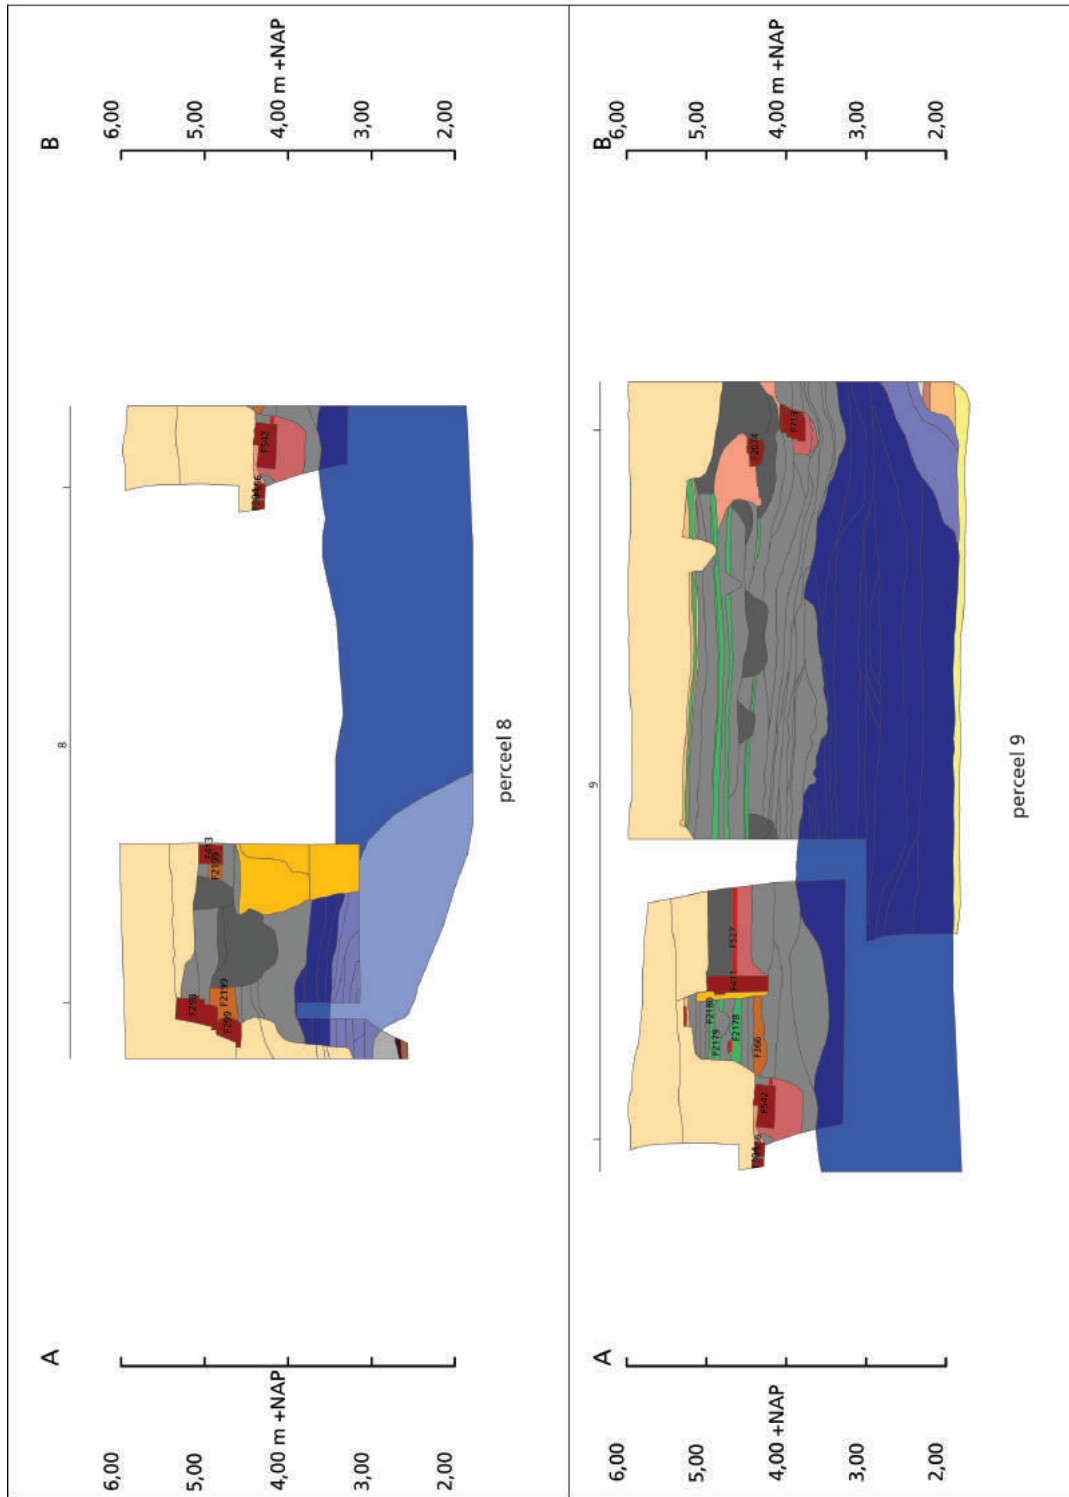 A
B
6,00
5,00
4,00 m +NAP
3,00
2,00
6,00
5,00
4,00 m +NAP
3,00
2,00
8
F298
F299
F2199
F2199
F413
F542
perceel 8
A
B
6,00
5,00
4,00 +NAP
3,00
2,00
6,00
5,00
4,00 m +NAP
3,00
2,00
9
F542
F366
F2179
F2178
F2180
F411
F527
F2074
F713
perceel 9